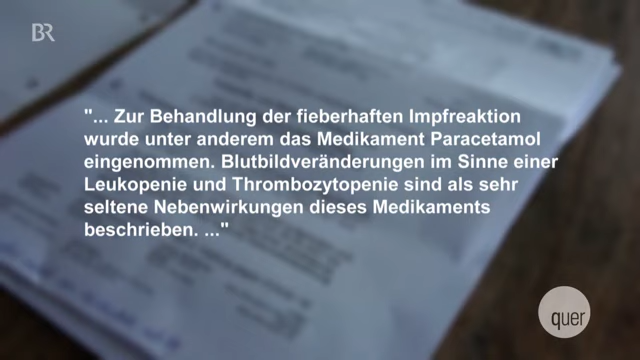 BR
"... Zur Behandlung der fieberhaften Impfreaktion
wurde unter anderem das Medikament Paracetamol
eingenommen. Blutbildveränderungen im Sinne einer
Leukopenie und Thrombozytopenie sind als sehr
seltene Nebenwirkungen dieses Medikaments
beschrieben. ..."
quer